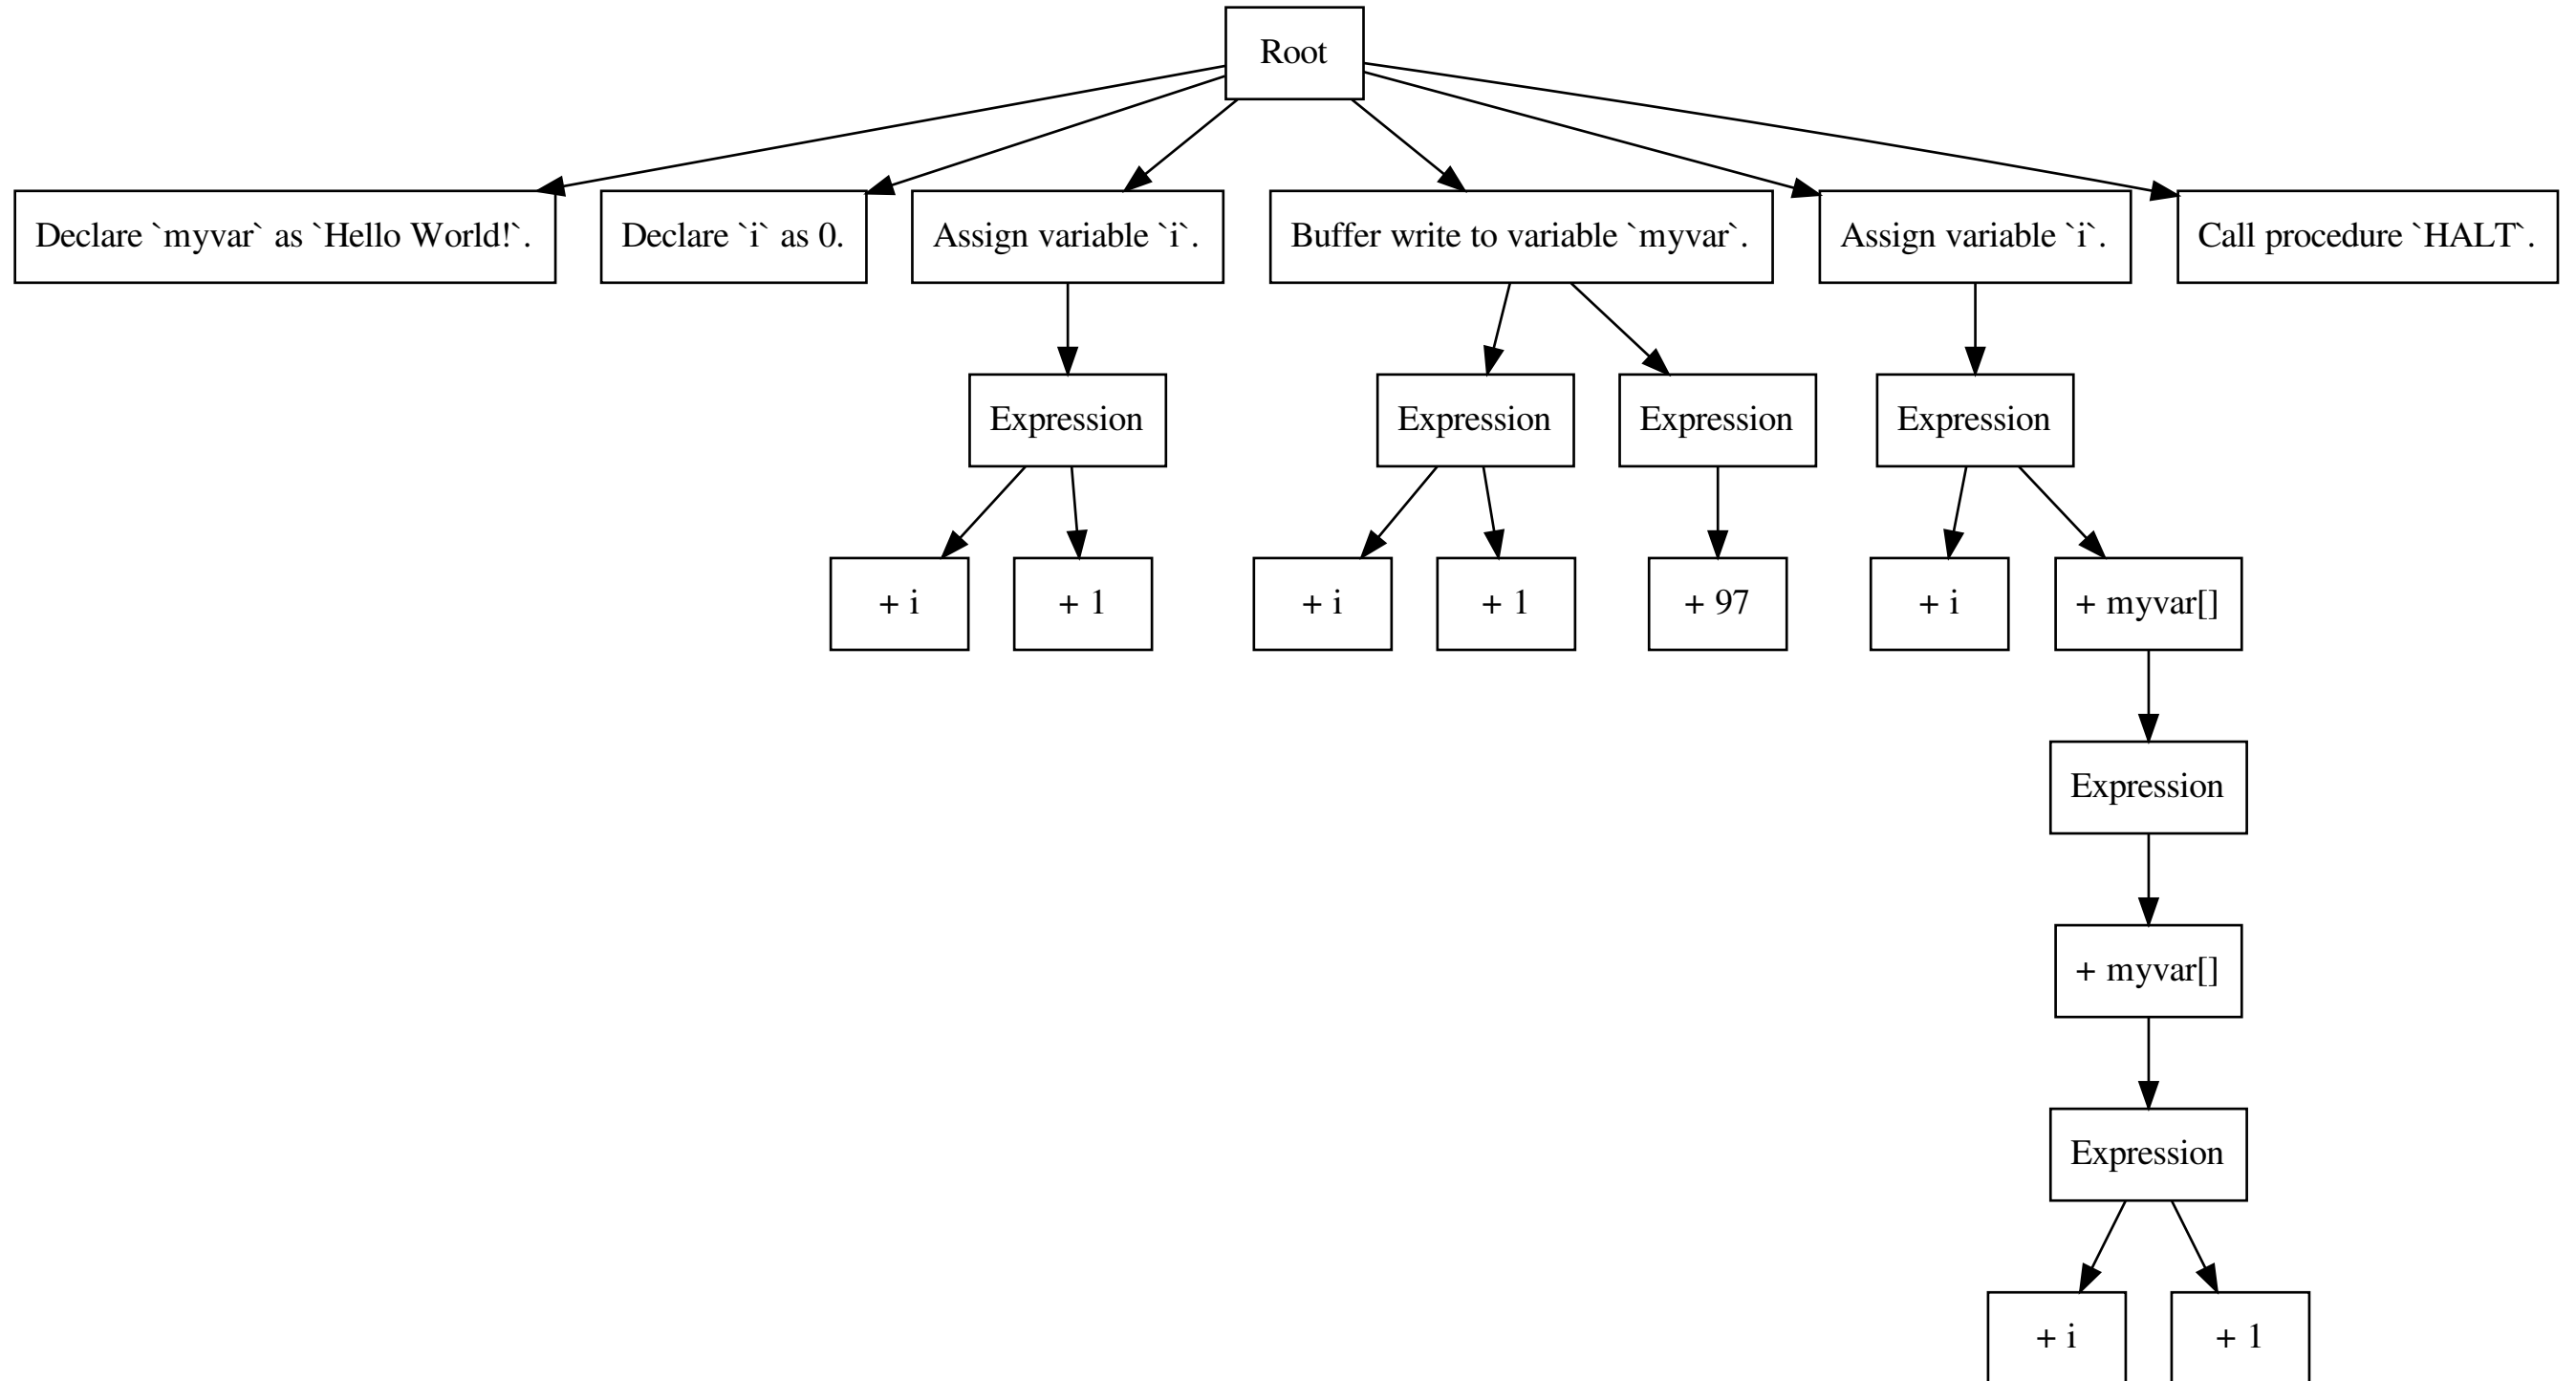 Root
Declare `myvar` as `Hello World!`.
Declare `i` as 0.
Assign variable `i`.
Buffer write to variable `myvar`.
Assign variable `i`.
Call procedure `HALT`.
Expression
Expression
Expression
Expression
+ i
+ 1
+ i
+ 1
+ 97
+ i
+ myvar[]
Expression
+ myvar[]
Expression
+ i
+ 1